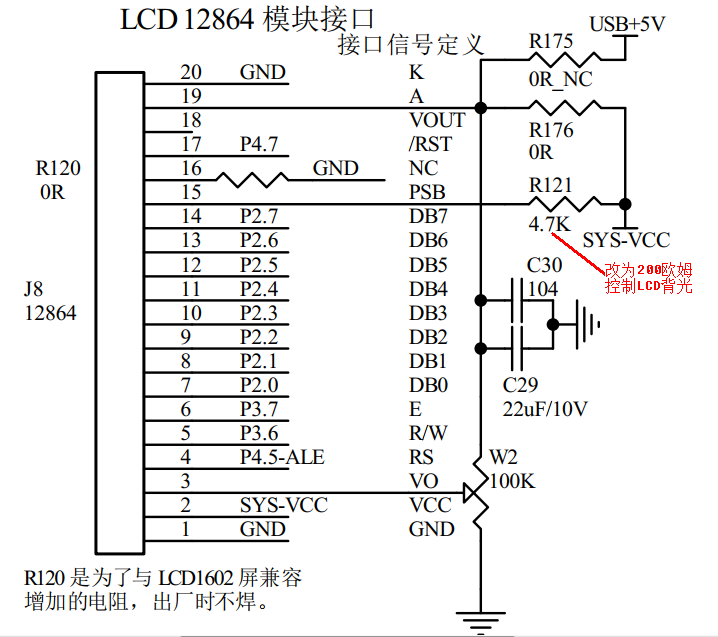 LCD 12864 模块接口
接口信号定义
USB+5V
R175
0R_NC
20 GND K
19 A
18 VOUT
R176
0R
17 P4.7 /RST
R120
0R
16 GND NC
15 PSB
R121
4.7K
SYS-VCC
14 P2.7 DB7
13 P2.6 DB6
12 P2.5 DB5
改为200欧姆
控制LCD背光
C30
104
J8
12864
11 P2.4 DB4
10 P2.3 DB3
9 P2.2 DB2
8 P2.1 DB1
7 P2.0 DB0
C29
22uF/10V
6 P3.7 E
5 P3.6 R/W
4 P4.5-ALE RS
W2
100K
3 VO
2 SYS-VCC VCC
1 GND GND
R120 是为了与 LCD1602 屏兼容
增加的电阻，出厂时不焊。